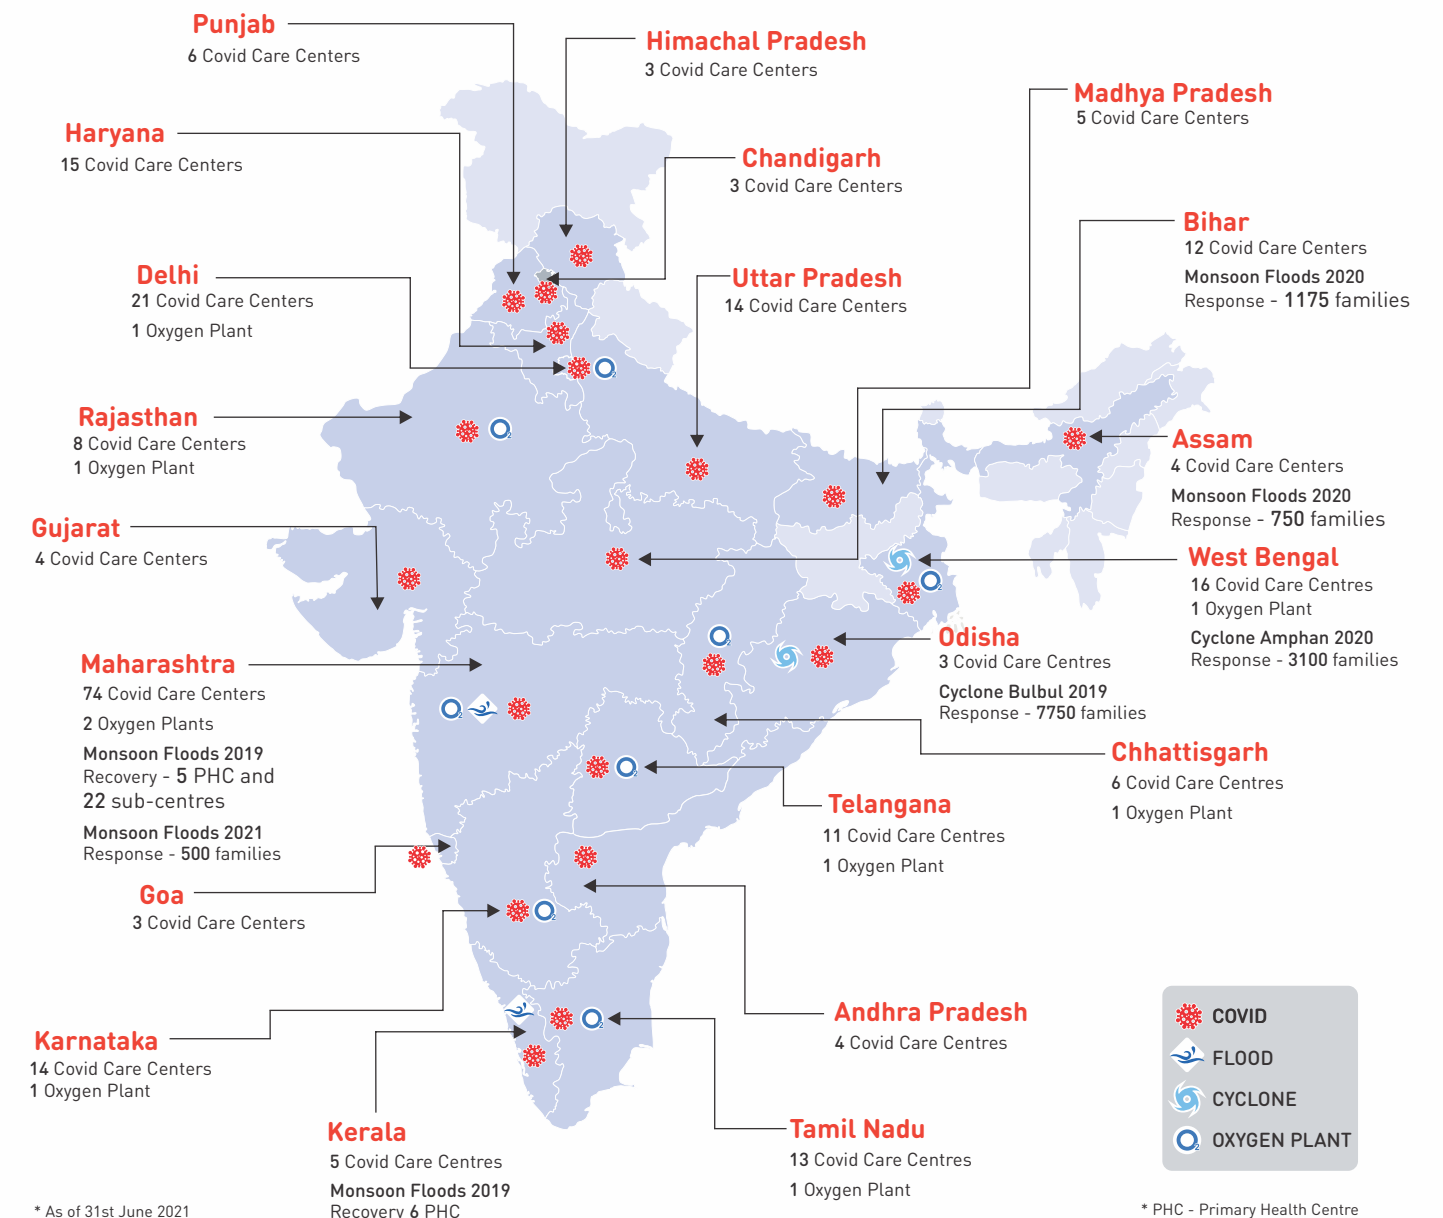 Punjab
6 Covid Care Centers
Himachal Pradesh
3 Covid Care Centers
Madhya Pradesh
5 Covid Care Centers
Haryana
15 Covid Care Centers
Chandigarh
3 Covid Care Centers
Bihar
12 Covid Care Centers
Monsoon Floods 2020
Response - 1175 families
Delhi
21 Covid Care Centers
1 Oxygen Plant
Uttar Pradesh
14 Covid Care Centers
Rajasthan
8 Covid Care Centers
1 Oxygen Plant
Assam
4 Covid Care Centers
Monsoon Floods 2020
Response - 750 families
Gujarat
4 Covid Care Centers
West Bengal
16 Covid Care Centres
1 Oxygen Plant
Cyclone Amphan 2020
Response - 3100 families
Odisha
3 Covid Care Centres
Cyclone Bulbul 2019
Response - 7750 families
Maharashtra
74 Covid Care Centers
2 Oxygen Plants
Monsoon Floods 2019
Recovery - 5 PHC and
22 sub-centres
Monsoon Floods 2021
Response - 500 families
Chhattisgarh
6 Covid Care Centres
1 Oxygen Plant
Telangana
11 Covid Care Centres
1 Oxygen Plant
Goa
3 Covid Care Centers
Andhra Pradesh
4 Covid Care Centres
Karnataka
14 Covid Care Centers
1 Oxygen Plant
Kerala
5 Covid Care Centres
Monsoon Floods 2019
Recovery 6 PHC
Tamil Nadu
13 Covid Care Centres
1 Oxygen Plant
COVID
FLOOD
CYCLONE
OXYGEN PLANT
* As of 31st June 2021
* PHC - Primary Health Centre